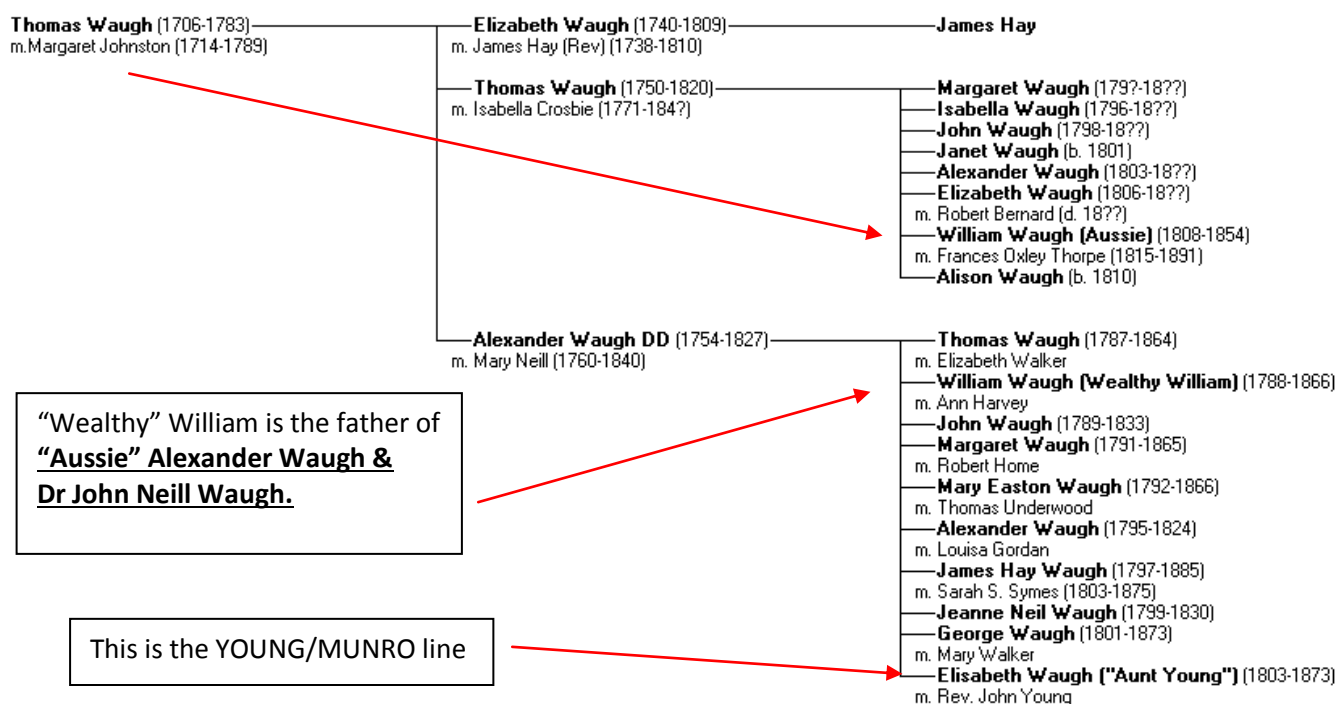 Thomas Waugh (1706-1783)
m.Margaret Johnston (1714-1789)
Elizabeth Waugh (1740-1809)
m. James Hay (Rev) (1738-1810)
James Hay
Thomas Waugh (1750-1820)
m. Isabella Crosbie (1771-184?)
Margaret Waugh (179?-18??)
Isabella Waugh (1796-18??)
John Waugh (1798-18??)
Janet Waugh (b. 1801)
Alexander Waugh (1803-18??)
Elizabeth Waugh (1806-18??)
m. Robert Bernard (d. 18??)
William Waugh (Aussie) (1808-1854)
m. Frances Oxley Thorpe (1815-1891)
Alison Waugh (b. 1810)
Alexander Waugh DD (1754-1827)
m. Mary Neill (1760-1840)
Thomas Waugh (1787-1864)
m. Elizabeth Walker
William Waugh (Wealthy William) (1788-1866)
m. Ann Harvey
John Waugh (1789-1833)
Margaret Waugh (1791-1865)
m. Robert Home
Mary Easton Waugh (1792-1866)
m. Thomas Underwood
Alexander Waugh (1795-1824)
m. Louisa Gordan
James Hay Waugh (1797-1885)
m. Sarah S. Symes (1803-1875)
Jeanne Neil Waugh (1799-1830)
George Waugh (1801-1873)
m. Mary Walker
Elisabeth Waugh ("Aunt Young") (1803-1873)
m. Rev. John Young
“Wealthy” William is the father of
“Aussie” Alexander Waugh &
Dr John Neill Waugh.
This is the YOUNG/MUNRO line